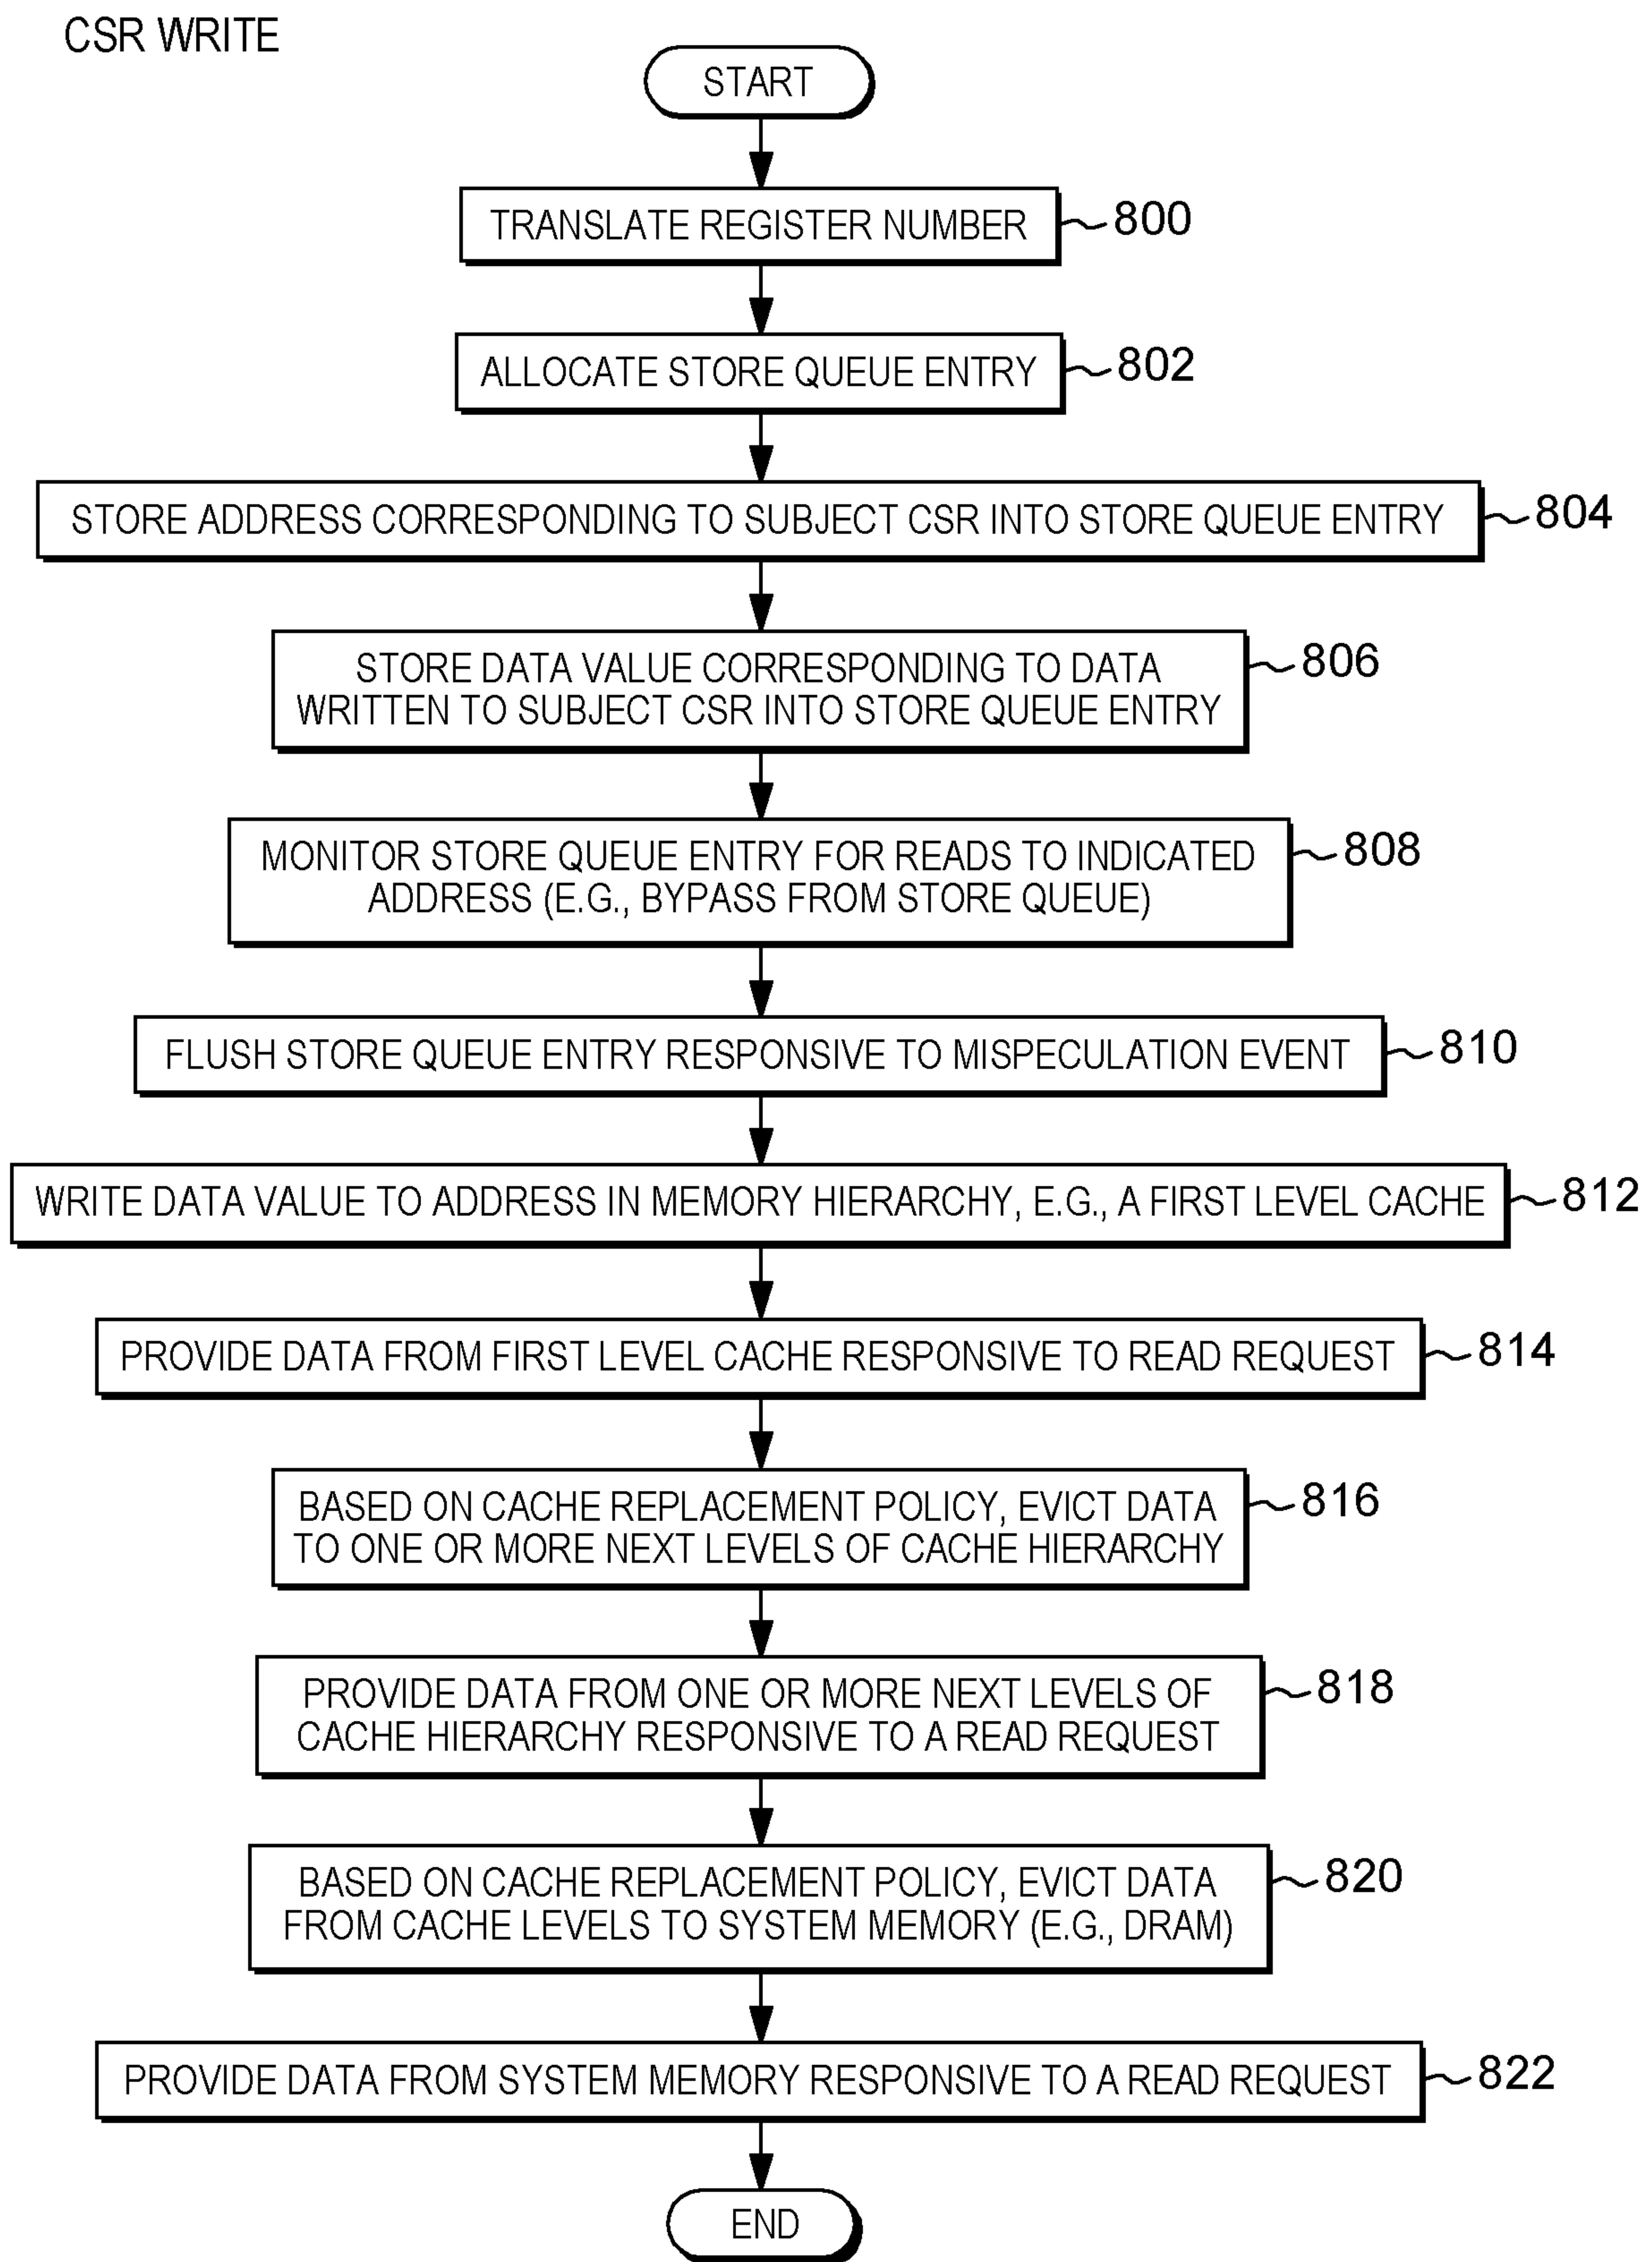 CSR WRITE
START
TRANSLATE REGISTER NUMBER
800
ALLOCATE STORE QUEUE ENTRY
802
STORE ADDRESS CORRESPONDING TO SUBJECT CSR INTO STORE QUEUE ENTRY
804
STORE DATA VALUE CORRESPONDING TO DATA
WRITTEN TO SUBJECT CSR INTO STORE QUEUE ENTRY
806
MONITOR STORE QUEUE ENTRY FOR READS TO INDICATED
ADDRESS (E.G., BYPASS FROM STORE QUEUE)
808
FLUSH STORE QUEUE ENTRY RESPONSIVE TO MISPECULATION EVENT
810
WRITE DATA VALUE TO ADDRESS IN MEMORY HIERARCHY, E.G., A FIRST LEVEL CACHE
812
PROVIDE DATA FROM FIRST LEVEL CACHE RESPONSIVE TO READ REQUEST
814
BASED ON CACHE REPLACEMENT POLICY, EVICT DATA
TO ONE OR MORE NEXT LEVELS OF CACHE HIERARCHY
816
PROVIDE DATA FROM ONE OR MORE NEXT LEVELS OF
CACHE HIERARCHY RESPONSIVE TO A READ REQUEST
818
BASED ON CACHE REPLACEMENT POLICY, EVICT DATA
FROM CACHE LEVELS TO SYSTEM MEMORY (E.G., DRAM)
820
PROVIDE DATA FROM SYSTEM MEMORY RESPONSIVE TO A READ REQUEST
822
END